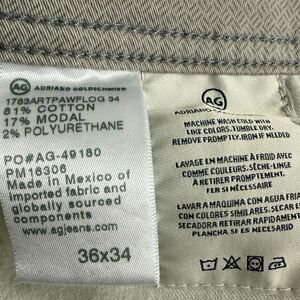 AG ADRIANO GOLDSCHMIED
1783ARTPAWFLOG 34
81% COTTON
17% MODAL
2% POLYURETHANE
PO#AG-49180
PM16306
Made in Mexico of
imported fabric and
globally sourced
components
www.agjeans.com
36x34
AG
ADRIANO
MACHINE WASH COLD WITH
LIKE COLORS. TUMBLE DRY.
REMOVE PROMPTLY. IRON IF NEEDED
LAVAGE EN MACHINE À FROID AVEC
COMME COULEURS. SÈCHE LINGE.
À RETIRER PROMPTEMENT.
FER SI NÉCESSAIRE
LAVAR A MAQUINA CON AGUA FRIA
CON COLORES SIMILARES. SECAR
SECADORA RETIRAR RAPIDAMENTE
PLANCHA SI ES NECESARIO